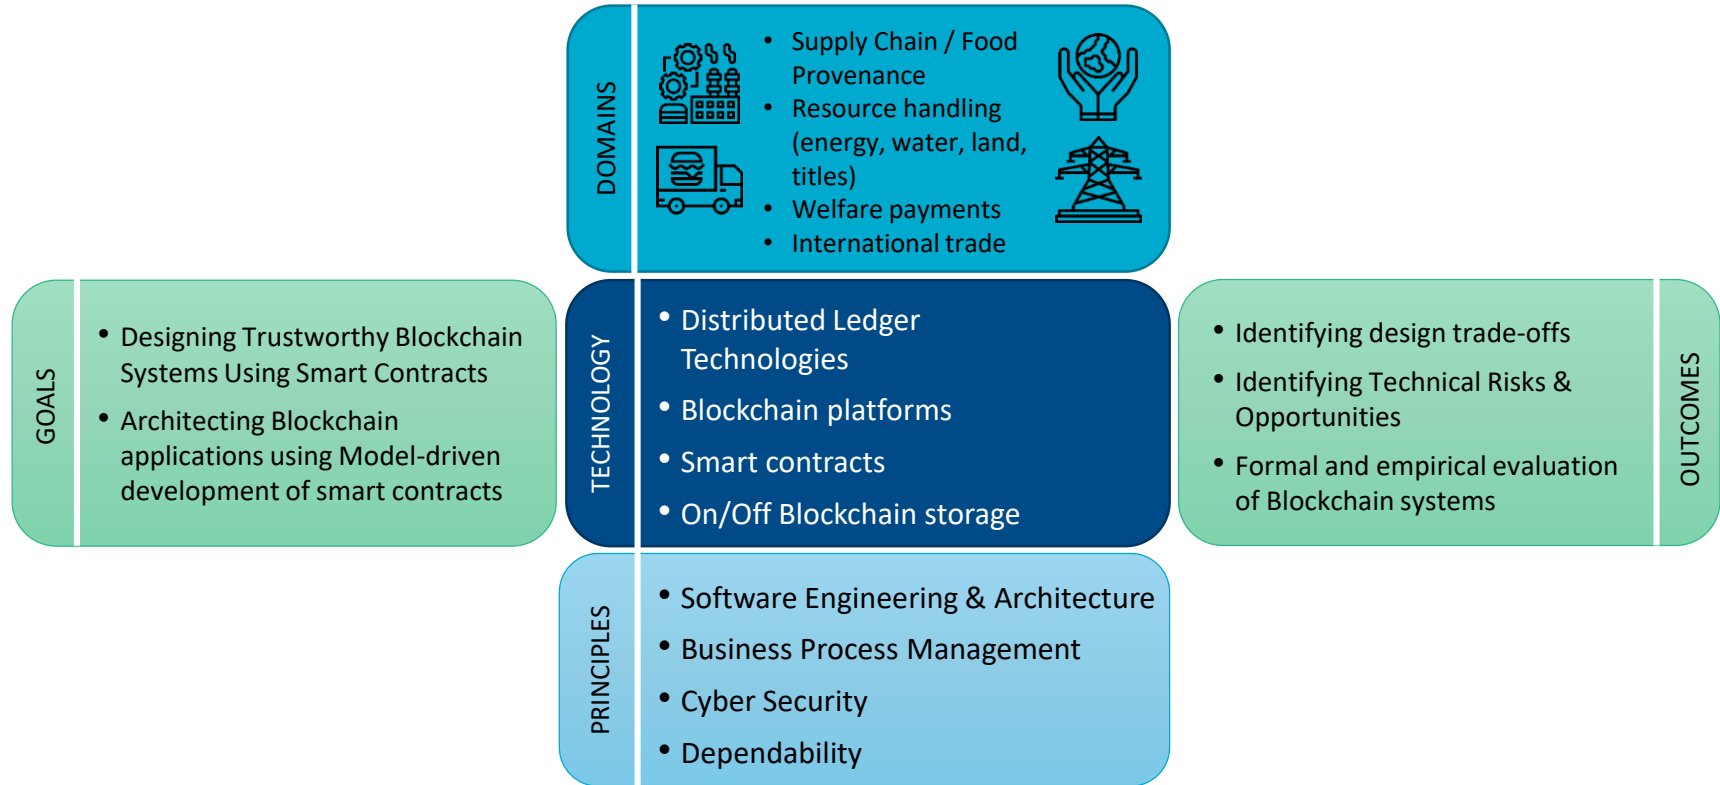 DOMAINS
• Supply Chain / Food
Provenance
• Resource handling
(energy, water, land,
titles)
• Welfare payments
• International trade
GOALS
• Designing Trustworthy Blockchain
Systems Using Smart Contracts
• Architecting Blockchain
applications using Model-driven
development of smart contracts
TECHNOLOGY
• Distributed Ledger
Technologies
• Blockchain platforms
• Smart contracts
• On/Off Blockchain storage
• Identifying design trade-offs
• Identifying Technical Risks &
Opportunities
• Formal and empirical evaluation
of Blockchain systems
OUTCOMES
PRINCIPLES
• Software Engineering & Architecture
• Business Process Management
• Cyber Security
• Dependability